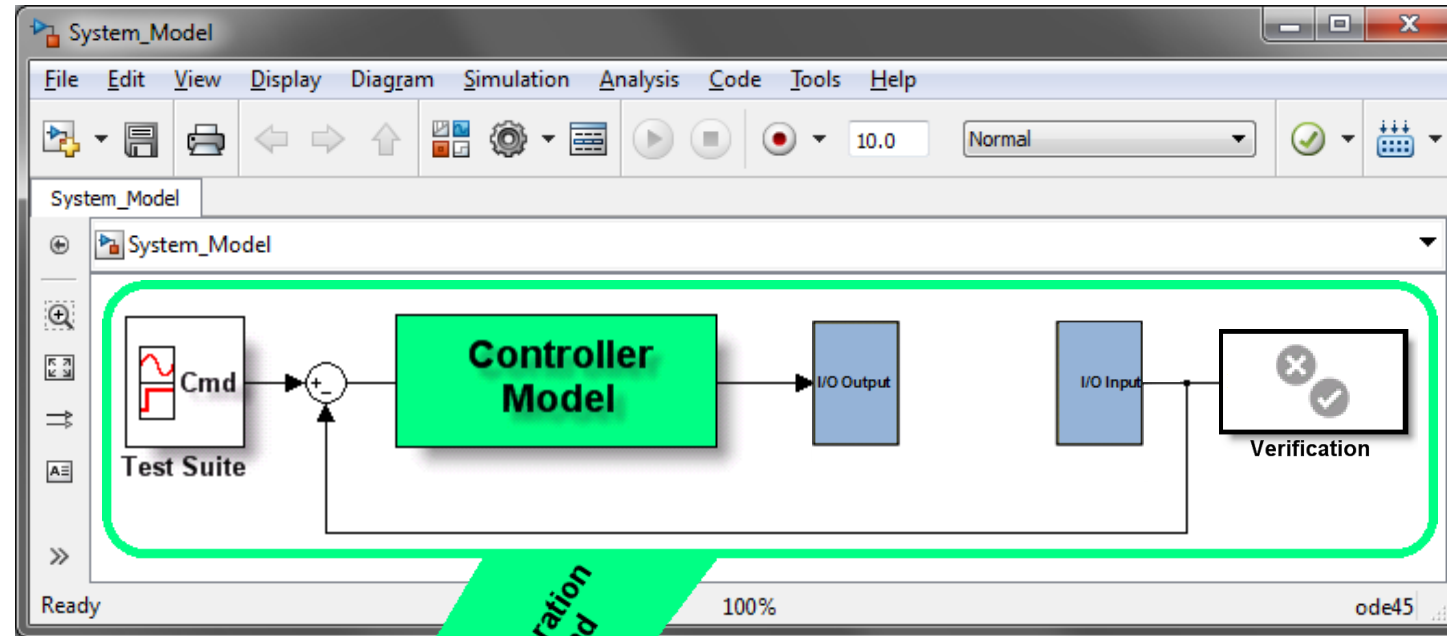 System_Model
File Edit View Display Diagram Simulation Analysis Code Tools Help
10.0 Normal
System_Model
System_Model
Cmd
Test Suite
+
−
Controller
Model
I/O Output
I/O Input
Verification
Ready 100% ode45